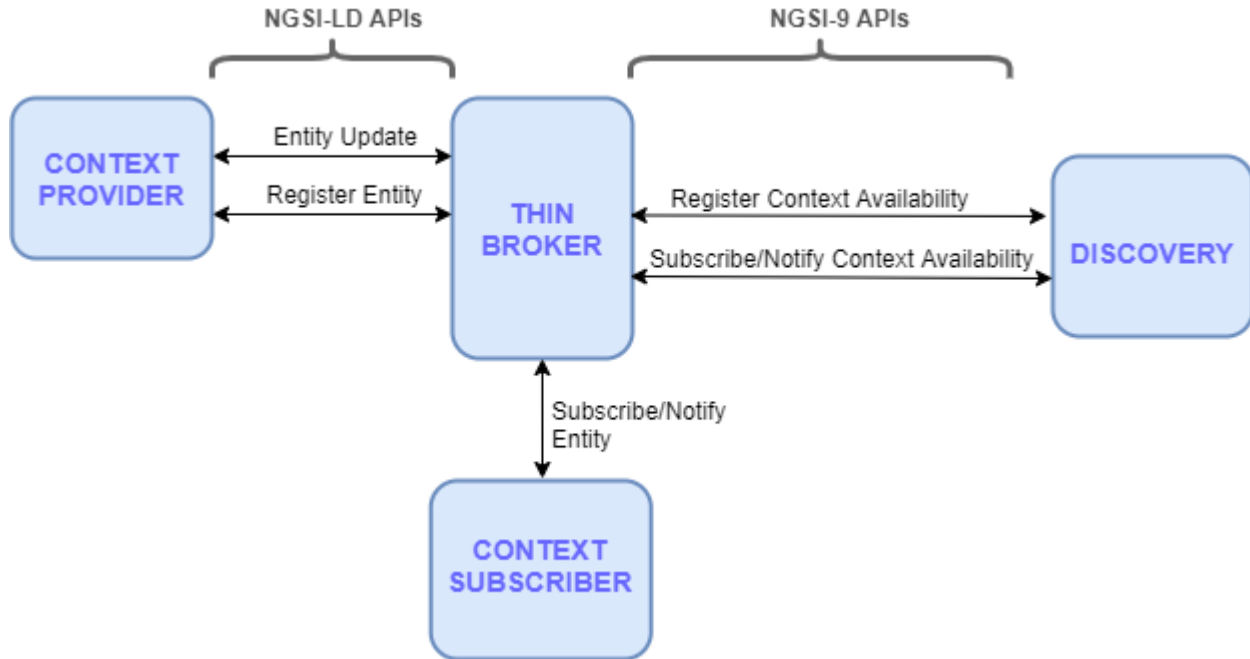 NGSI-LD APIs
NGSI-9 APIs
Entity Update
CONTEXT
PROVIDER
Register Entity
THIN
BROKER
Register Context Availability
Subscribe/Notify Context Availability
DISCOVERY
Subscribe/Notify
Entity
CONTEXT
SUBSCRIBER